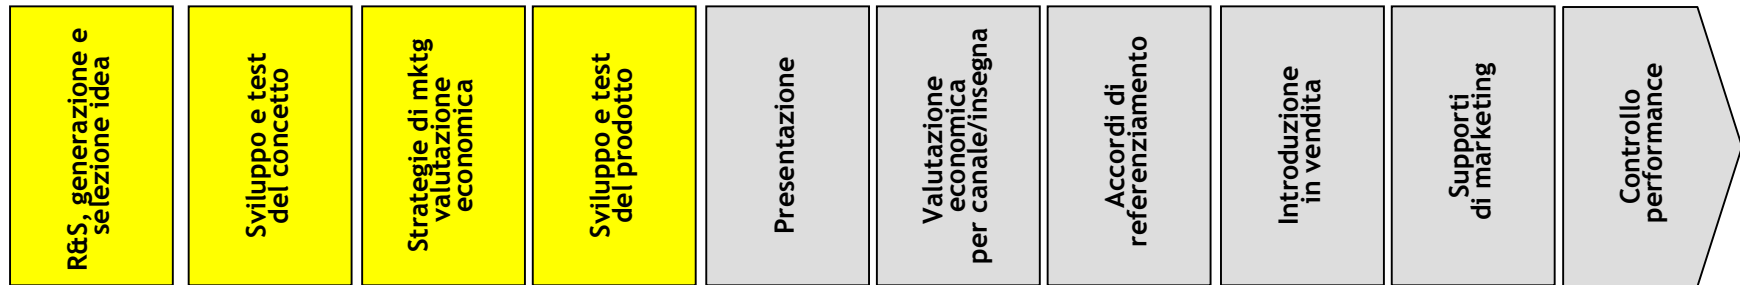 R&S, generazione e
selezione idea
Sviluppo e test
del concetto
Strategie di mktg
valutazione
economica
Sviluppo e test
del prodotto
Presentazione
Valutazione
economica
per canale/insegna
Accordi di
referenziamento
Introduzione
in vendita
Supporti
di marketing
Controllo
performance